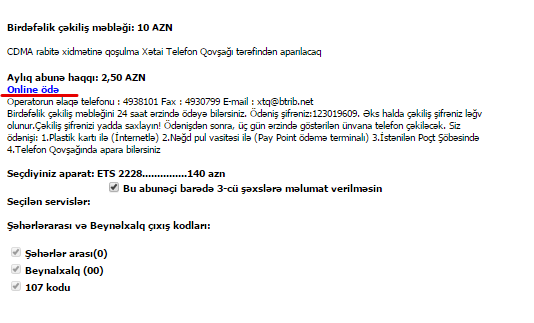 Birdəfəlik çəkiliş məbləği: 10 AZN
CDMA rabitə xidmətinə qoşulma Xətai Telefon Qovşağı tərəfindən aparılacaq
Aylıq abunə haqqı: 2,50 AZN
Online ödə
Operatorun əlaqə telefonu : 4938101 Fax : 4930799 E-mail : xtq@btrib.net
Birdəfəlik çəkiliş məbləğini 24 saat ərzində ödəyə bilərsiniz. Ödəniş şifrəniz:123019609. Əks halda çəkiliş şifrəniz ləğv
olunur.Çəkiliş şifrənizi yadda saxlayın! Ödənişdən sonra, üç gün ərzində göstərilən ünvana telefon çəkiləcək. Siz
ödənişi: 1.Plastik kartı ilə (İnternetlə) 2.Nəğd pul vasitəsi ilə (Pay Point ödəmə terminalı) 3.İstənilən Poçt Şöbəsində
4.Telefon Qovşağında apara bilərsiniz
Seçdiyiniz aparat: ETS 2228...............140 azn
Bu abunəçi barədə 3-cü şəxslərə məlumat verilməsin
Seçilən servislər:
Şəhərlərarası və Beynəlxalq çıxış kodları:
Şəhərlər arası(0)
Beynalxalq (00)
107 kodu